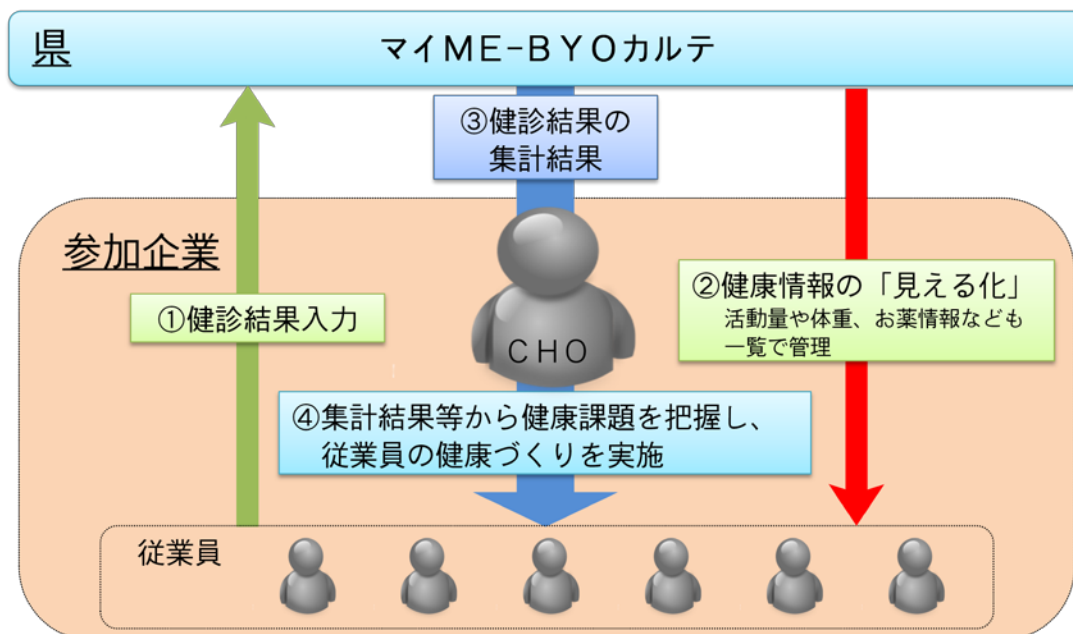 県
マイME-BYOカルテ
③健診結果の
集計結果
参加企業
①健診結果入力
②健康情報の「見える化」
活動量や体重、お薬情報なども
一覧で管理
CHO
④集計結果等から健康課題を把握し、
従業員の健康づくりを実施
従業員